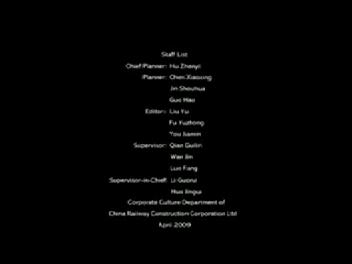 Staff List
Chief Planner: Hu Zhenyi
Planner: Chen Xiaoxing
Jin Shouhua
Guo Hao
Editor: Liu Yu
Fu Yuzhong
You Jiamin
Supervisor: Qian Guilin
Wan Jin
Luo Fang
Supervisor-in-Chief: Li Guorui
Huo Jingui
Corporate Culture Department of
China Railway Construction Corporation Ltd
April 2009